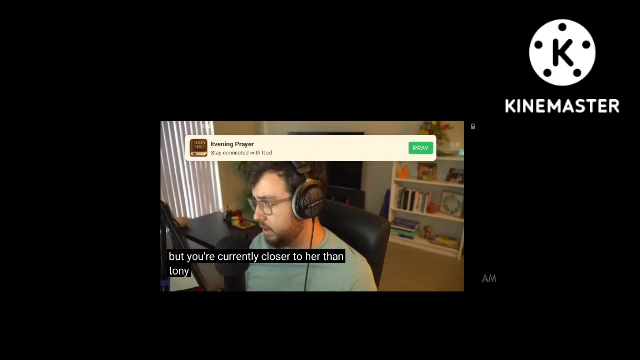 KINEMASTER
Evening Prayer
Stay connected with God
PRAY
but you're currently closer to her than
tony
AM